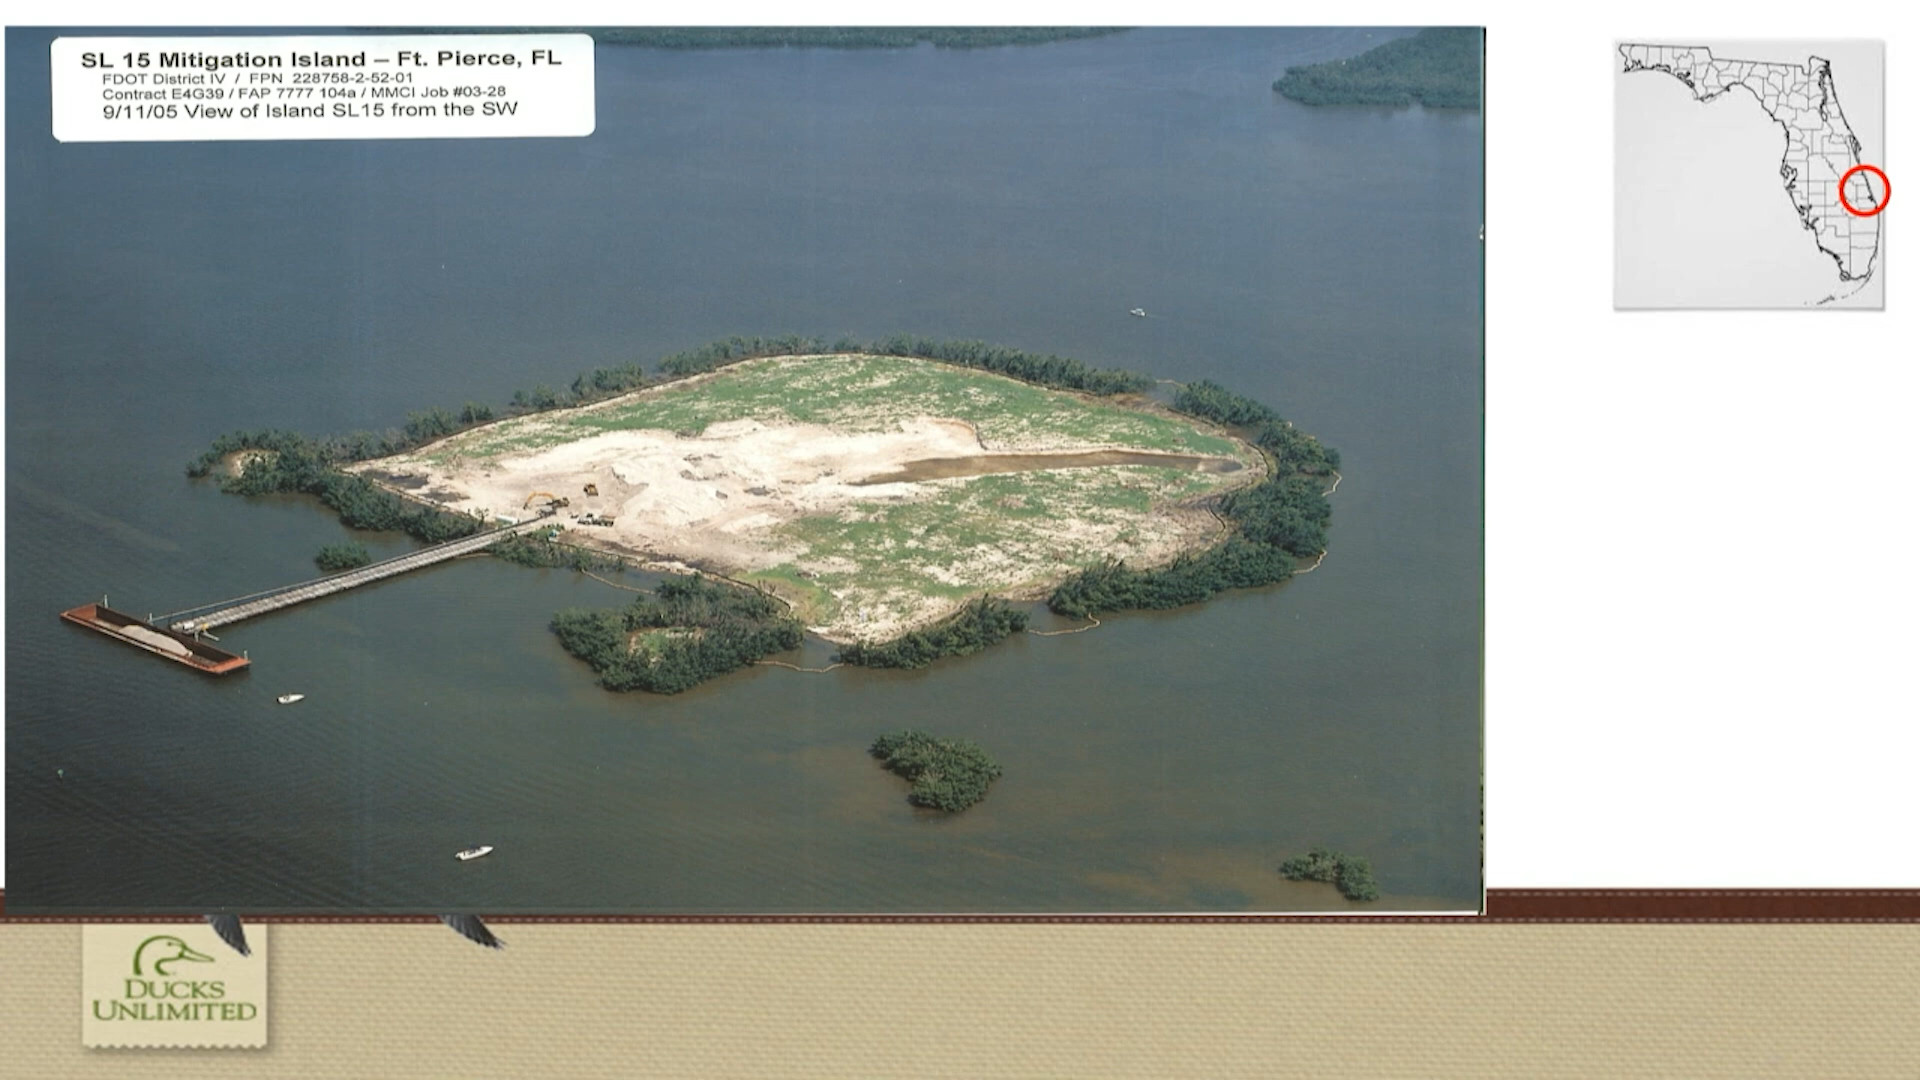 SL 15 Mitigation Island – Ft. Pierce, FL
FDOT District IV / FPN 228758-2-52-01
Contract E4G39 / FAP 7777 104a / MMCI Job #03-28
9/11/05 View of Island SL15 from the SW
DUCKS
UNLIMITED